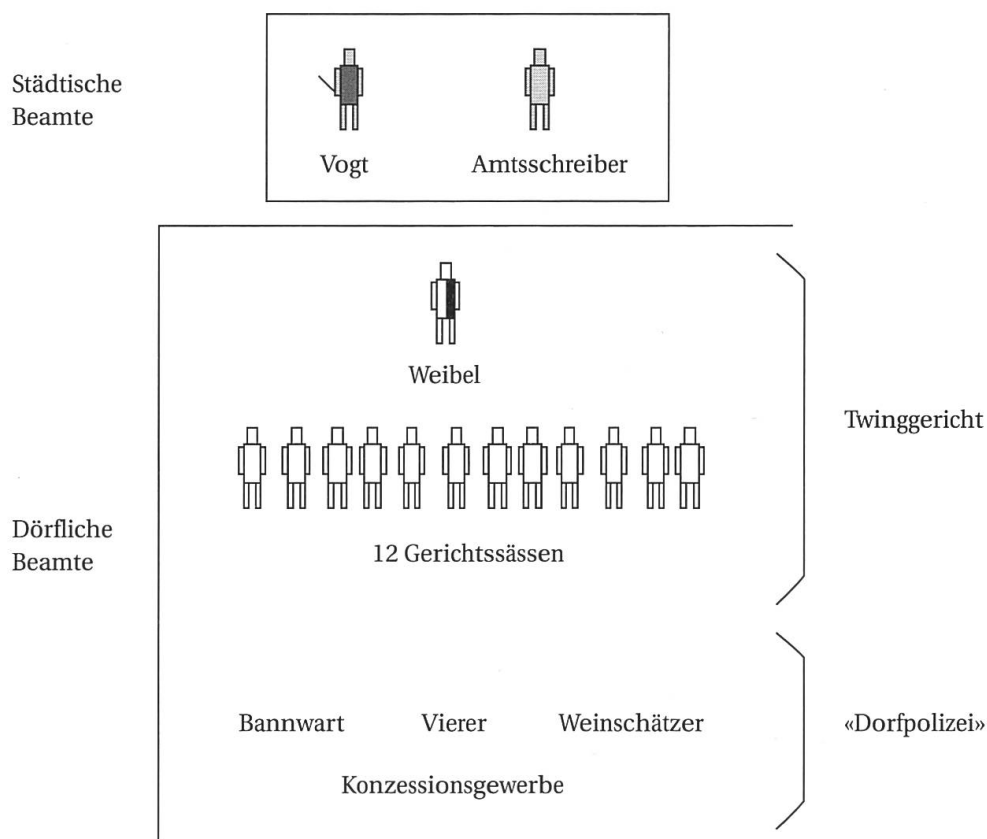 Städtische
Beamte
Vogt
Amtsschreiber
Weibel
Twinggericht
Dörfliche
Beamte
12 Gerichtssässen
Bannwart
Vierer
Weinschätzer
«Dorfpolizei»
Konzessionsgewerbe